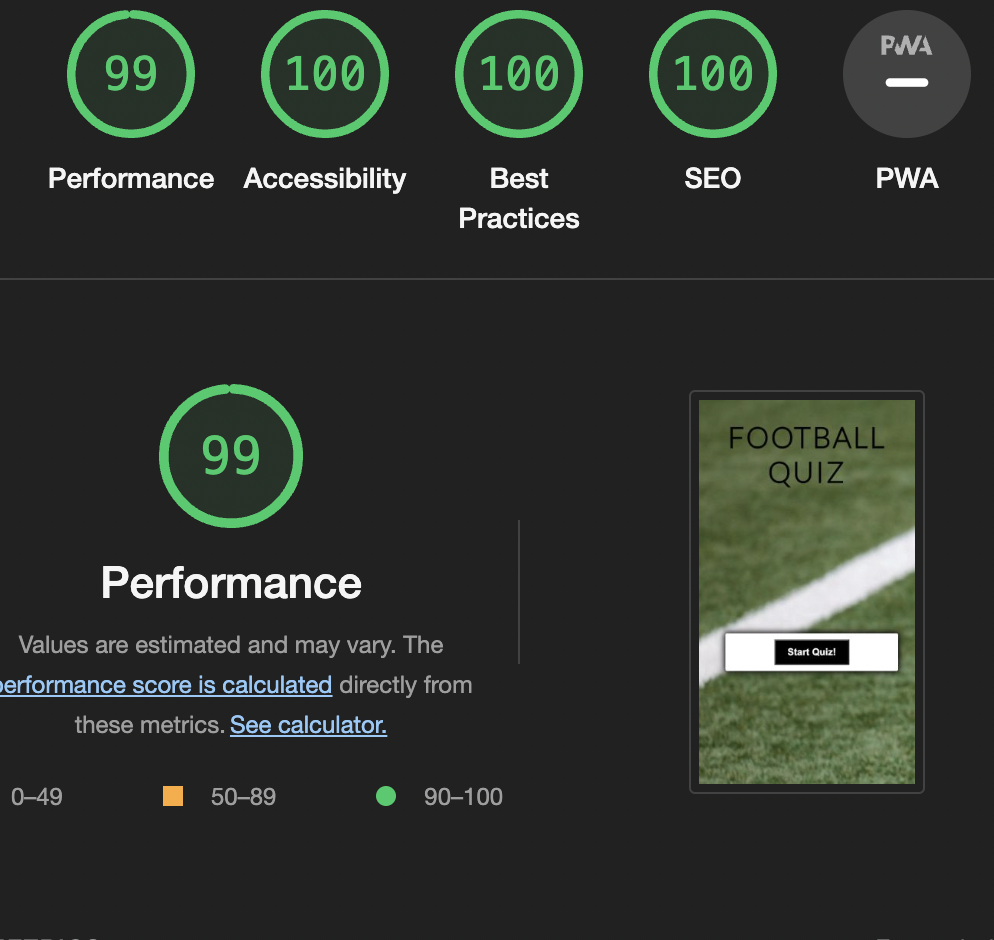 99
100
100
100
PWA
Performance
Accessibility
Best
Practices
SEO
PWA
99
Performance
Values are estimated and may vary. The
performance score is calculated directly from
these metrics. See calculator.
0–49
50–89
90–100
FOOTBALL
QUIZ
Start Quiz!